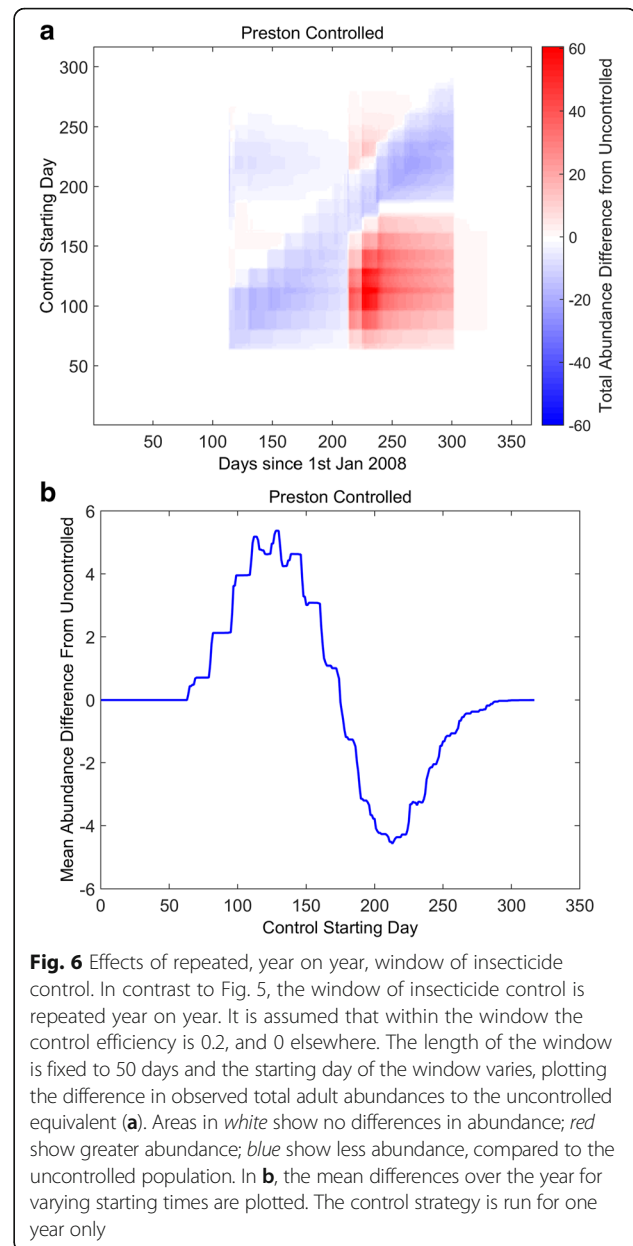 a
Preston Controlled
300
250
200
150
100
50
Control Starting Day
50 100 150 200 250 300 350
Days since 1st Jan 2008
60
40
20
0
-20
-40
-60
Total Abundance Difference from Uncontrolled
b
Preston Controlled
6
4
2
0
-2
-4
-6
Mean Abundance Difference From Uncontrolled
0 50 100 150 200 250 300 350
Control Starting Day
Fig. 6 Effects of repeated, year on year, window of insecticide
control. In contrast to Fig. 5, the window of insecticide control is
repeated year on year. It is assumed that within the window the
control efficiency is 0.2, and 0 elsewhere. The length of the window
is fixed to 50 days and the starting day of the window varies, plotting
the difference in observed total adult abundances to the uncontrolled
equivalent (a). Areas in white show no differences in abundance; red
show greater abundance; blue show less abundance, compared to the
uncontrolled population. In b, the mean differences over the year for
varying starting times are plotted. The control strategy is run for one
year only